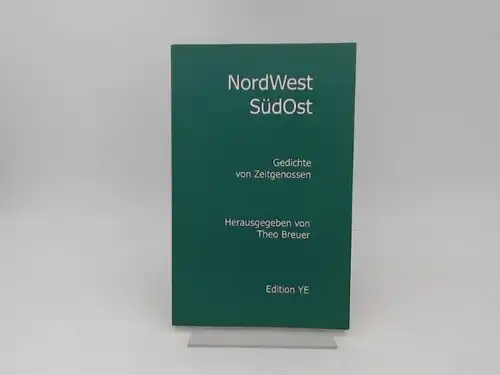 NordWest
SüdOst
Gedichte
von Zeitgenossen
Herausgegeben von
Theo Breuer
Edition YE